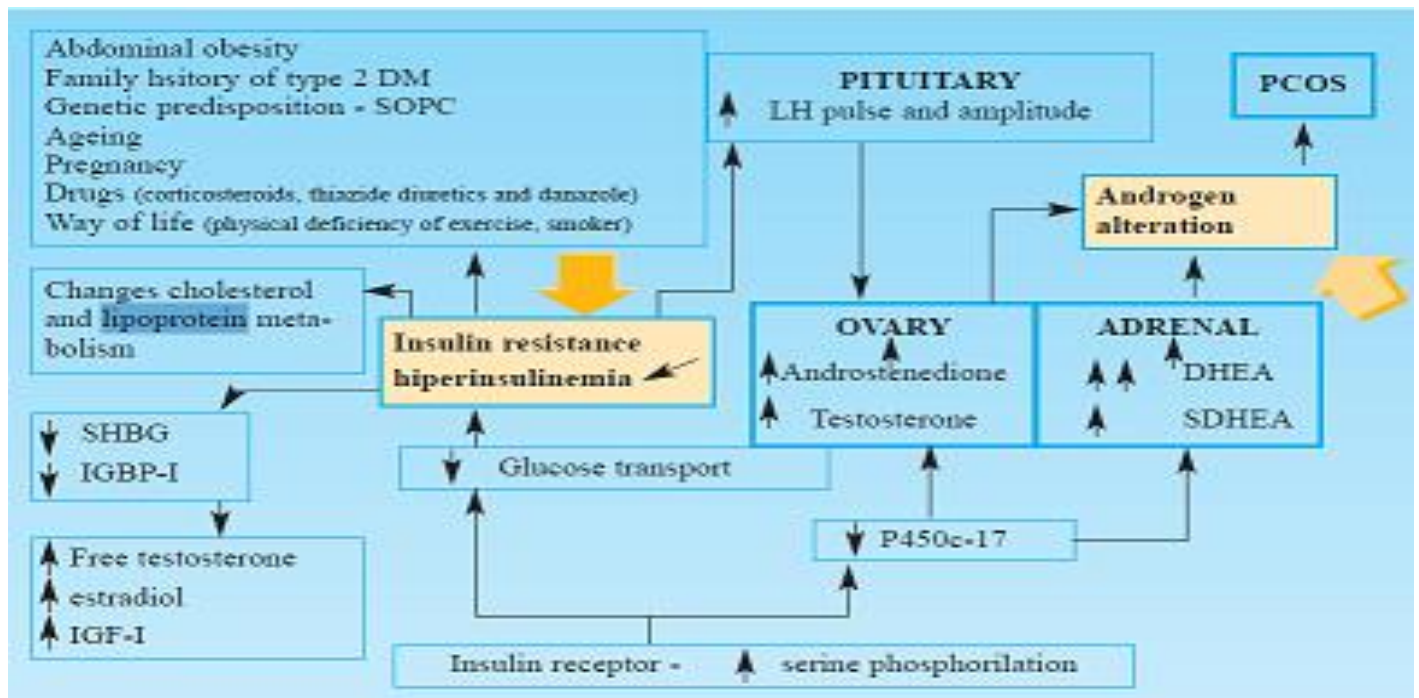 Abdominal obesity
Family hsitory of type 2 DM
Genetic predisposition - SOPC
Ageing
Pregnancy
Drugs (corticosteroids, thiazide diuretics and danazole)
Way of life (physical deficiency of exercise, smoker)
PITUITARY
LH pulse and amplitude
PCOS
Androgen
alteration
Changes cholesterol
and lipoprotein meta-
bolism
Insulin resistance
hiperinsulinemia
OVARY
Androstenedione
Testosterone
ADRENAL
DHEA
SDHEA
SHBG
IGBP-I
Glucose transport
P450c-17
Free testosterone
estradiol
IGF-I
Insulin receptor - serine phosphorilation